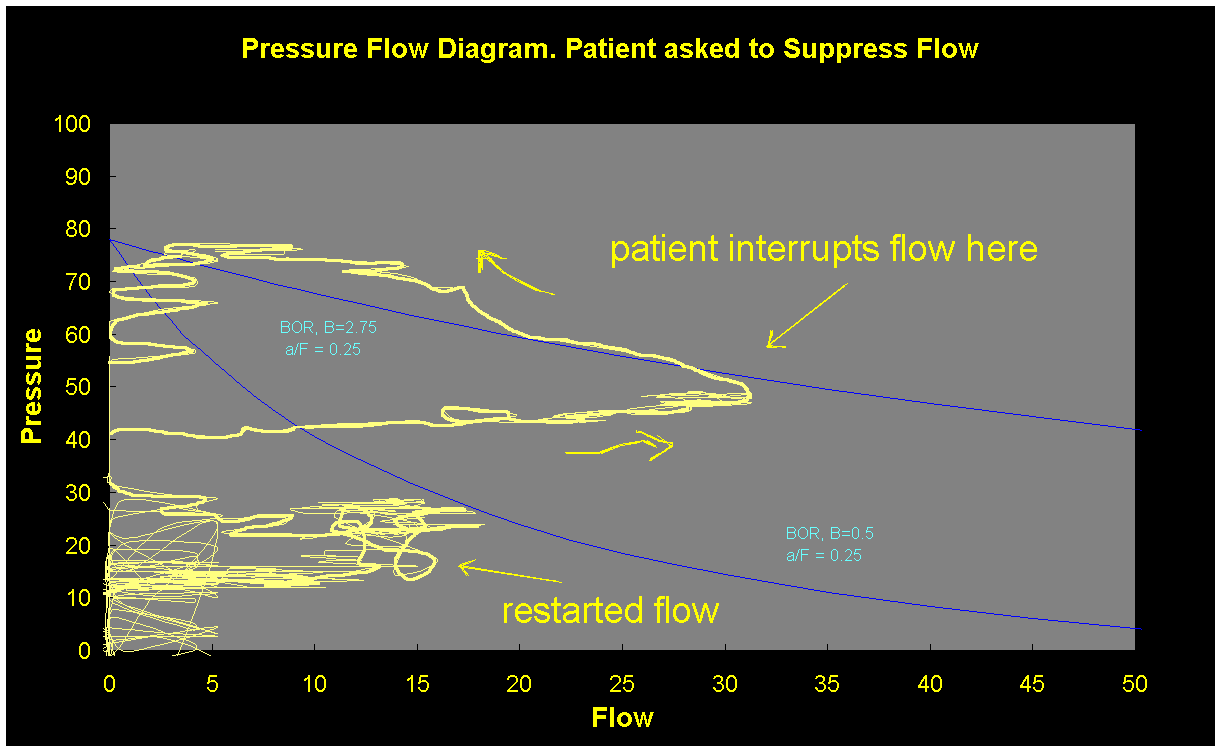 Pressure Flow Diagram. Patient asked to Suppress Flow
100
90
80
70
60
50
40
30
20
10
0
Pressure
patient interrupts flow here
BOR, B=2.75
a/F = 0.25
BOR, B=0.5
a/F = 0.25
restarted flow
0 5 10 15 20 25 30 35 40 45 50
Flow